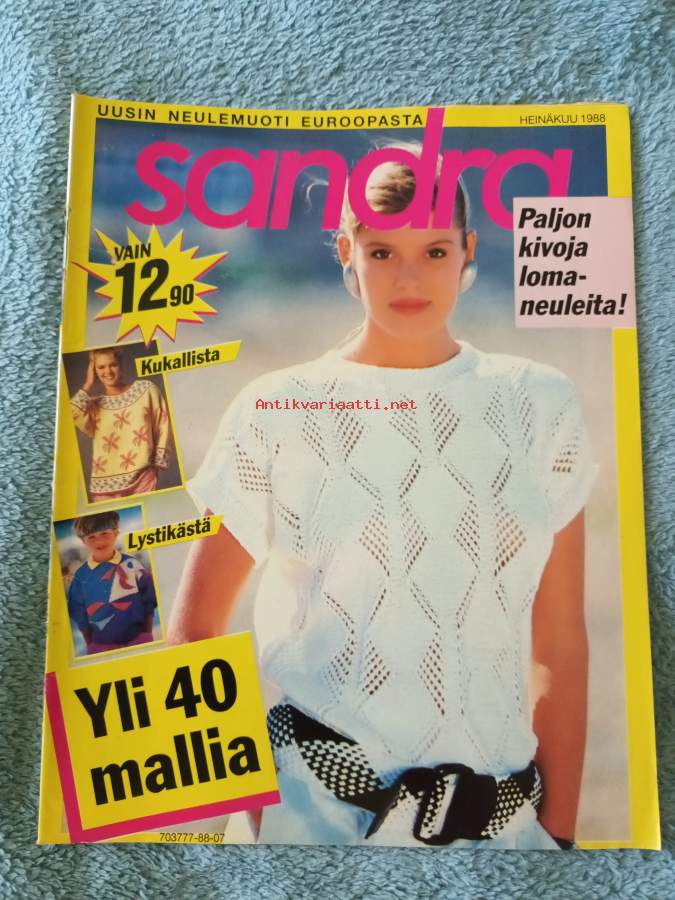 UUSIN NEULEMUOTI EUROOPASTA
HEINÄKUU 1988
sandra
Paljon
kivoja
loma-
neuleita!
VAIN
12 90
Kukallista
Antikvariaatti.net
Lystikästä
Yli 40
mallia
703777-88-07